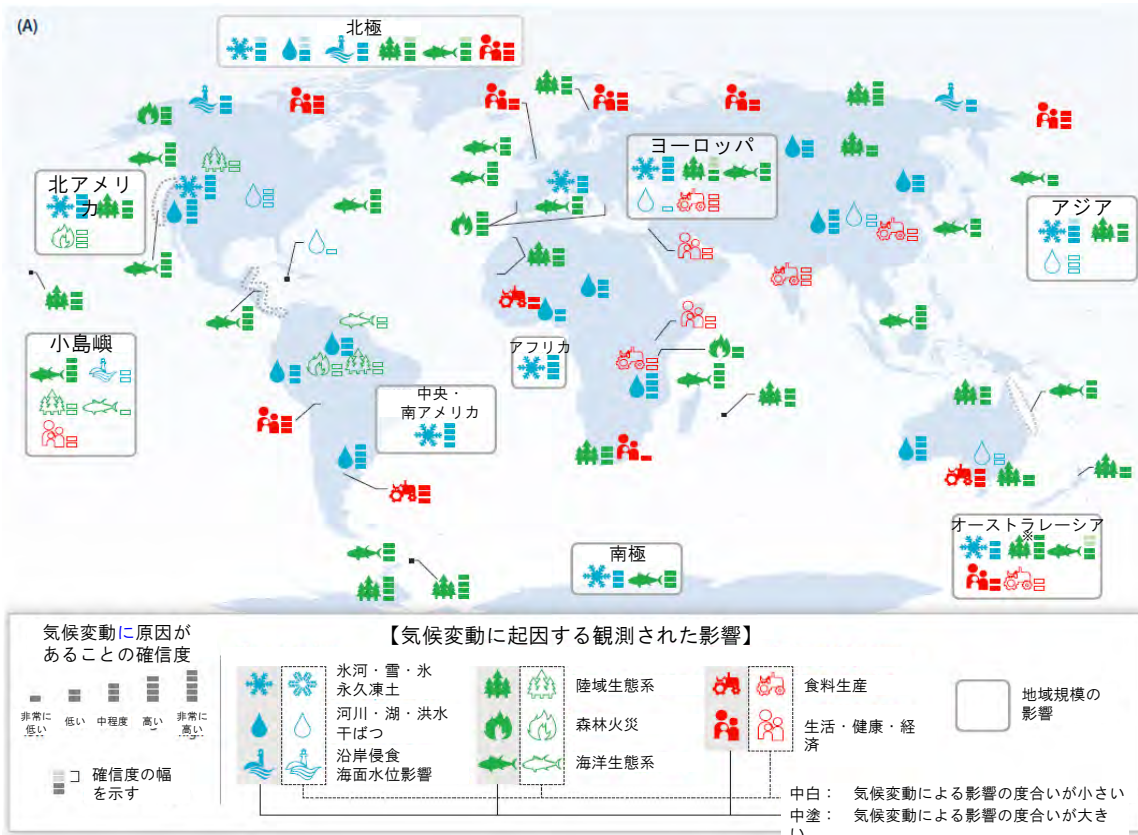 (A)
北極
ヨーロッパ
北アメリ
カ
アジア
小島嶼
アフリカ
中央・
南アメリカ
オーストラレーシア
※
南極
気候変動に原因が
あることの確信度
非常に
低い
低い
中程度
高い
非常に
高い
確信度の幅
を示す
【気候変動に起因する観測された影響】
氷河・雪・氷
永久凍土
河川・湖・洪水
干ばつ
沿岸侵食
海面水位影響
陸域生態系
森林火災
海洋生態系
食料生産
生活・健康・経
済
地域規模の
影響
中白： 気候変動による影響の度合いが小さい
中塗： 気候変動による影響の度合いが大き
い